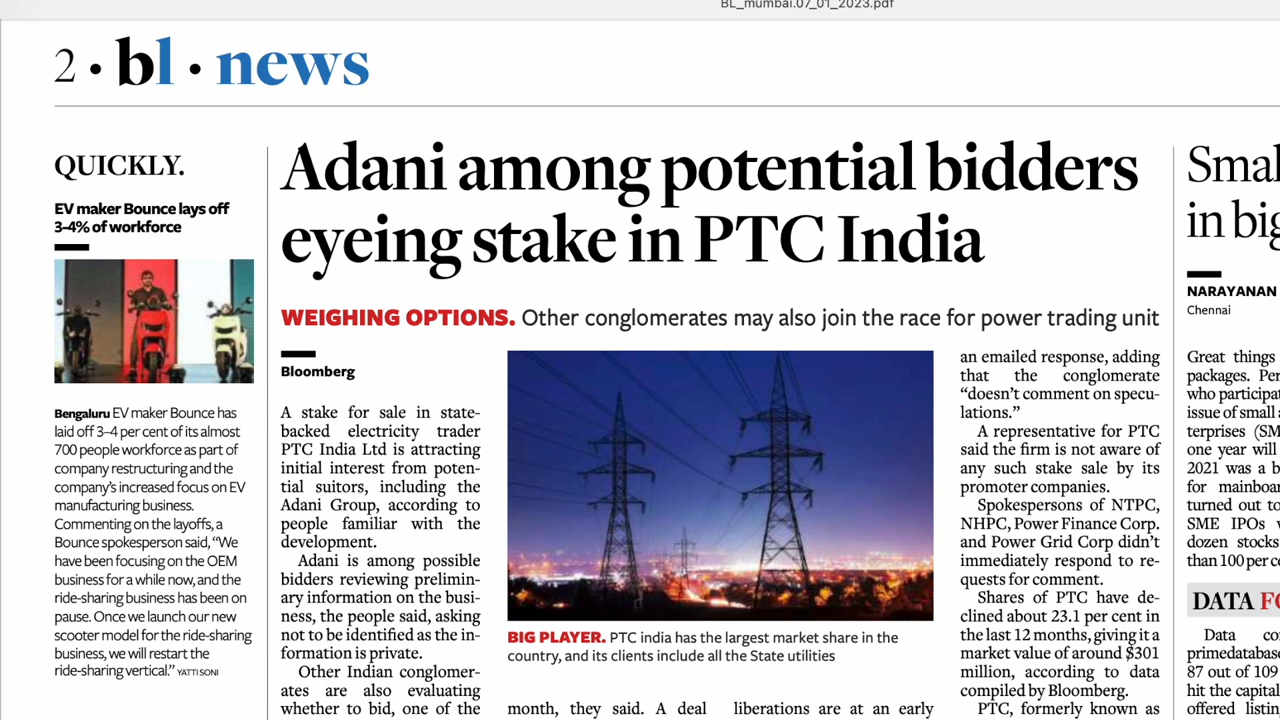 BL_mumbai.07_01_2023.pdf
2 • bl • news
QUICKLY.
EV maker Bounce lays off
3-4% of workforce
Bengaluru EV maker Bounce has
laid off 3–4 per cent of its almost
700 people workforce as part of
company restructuring and the
company's increased focus on EV
manufacturing business.
Commenting on the layoffs, a
Bounce spokesperson said, “We
have been focusing on the OEM
business for a while now, and the
ride-sharing business has been on
pause. Once we launch our new
scooter model for the ride-sharing
business, we will restart the
ride-sharing vertical.” YATTI SONI
Adani among potential bidders
eyeing stake in PTC India
WEIGHING OPTIONS. Other conglomerates may also join the race for power trading unit
Bloomberg
A stake for sale in state-
backed electricity trader
PTC India Ltd is attracting
initial interest from poten-
tial suitors, including the
Adani Group, according to
people familiar with the
development.
Adani is among possible
bidders reviewing prelimin-
ary information on the busi-
ness, the people said, asking
not to be identified as the in-
formation is private.
Other Indian conglomer-
ates are also evaluating
whether to bid, one of the
BIG PLAYER. PTC india has the largest market share in the
country, and its clients include all the State utilities
month, they said. A deal
liberations are at an early
an emailed response, adding
that the conglomerate
“doesn't comment on specu-
lations.”
A representative for PTC
said the firm is not aware of
any such stake sale by its
promoter companies.
Spokespersons of NTPC,
NHPC, Power Finance Corp.
and Power Grid Corp didn't
immediately respond to re-
quests for comment.
Shares of PTC have de-
clined about 23.1 per cent in
the last 12 months, giving it a
market value of around $301
million, according to data
compiled by Bloomberg.
PTC, formerly known as
in
NARAYANAN
Chennai
Great things
packages.
who participat
issue of small
terprises
one year will
2021 was a
for
turned out to
SME IPOs
dozen stocks
than 100 per
DATA
Data
primedatabase
87 out of 109
hit the capital
offered